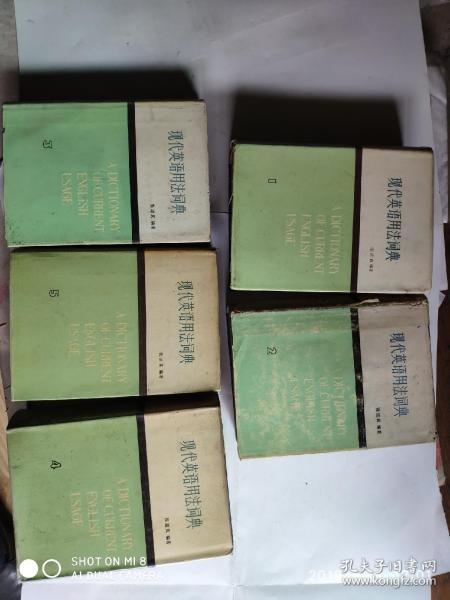 现代英语用法词典
张道真 编著
A DICTIONARY
OF CURRENT
ENGLISH
USAGE
3
现代英语用法词典
张道真 编著
A DICTIONARY
OF CURRENT
ENGLISH
USAGE
5
现代英语用法词典
张道真 编著
A DICTIONARY
OF CURRENT
ENGLISH
USAGE
4
现代英语用法词典
张道真 编著
A DICTIONARY
OF CURRENT
ENGLISH
USAGE
1
现代英语用法词典
张道真 编著
A DICTIONARY
OF CURRENT
ENGLISH
USAGE
2
SHOT ON MI 8
AI DUAL CAMERA
孔夫子旧书网
www.kongfz.com